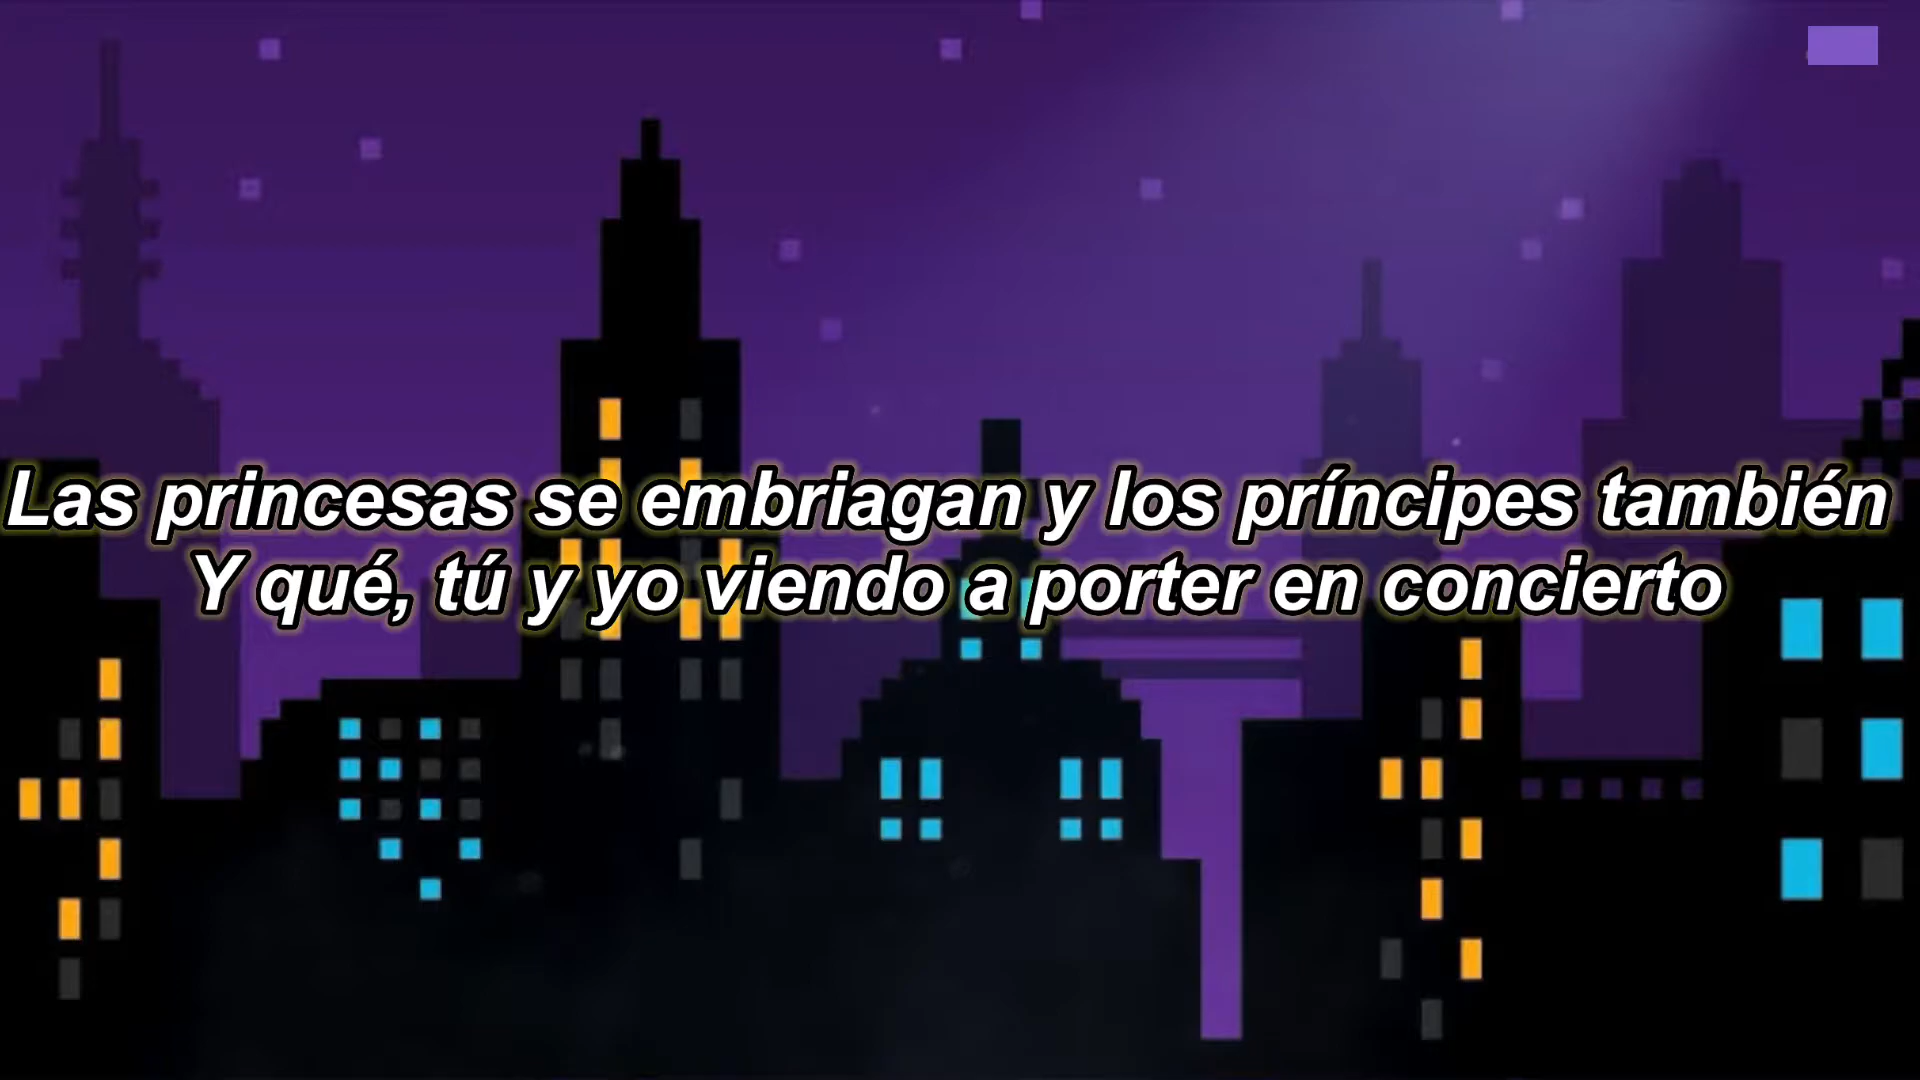 Las princesas se embriagan y los príncipes también
Y qué, tú y yo viendo a porter en concierto